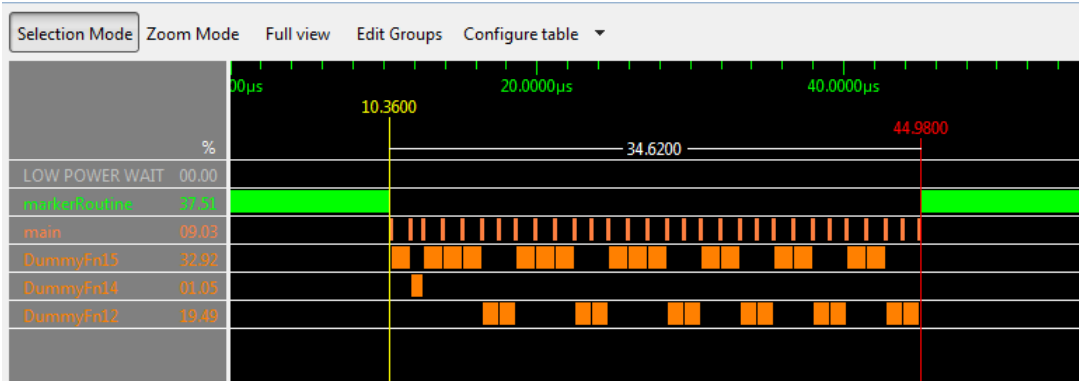 Selection Mode Zoom Mode Full view Edit Groups Configure table
00µs 20.0000µs 40.0000µs
10.3600
44.9800
% 34.6200
LOW POWER WAIT 00.00
markerRoutine 37.51
main 09.03
DummyFn15 32.92
DummyFn14 01.05
DummyFn12 19.49